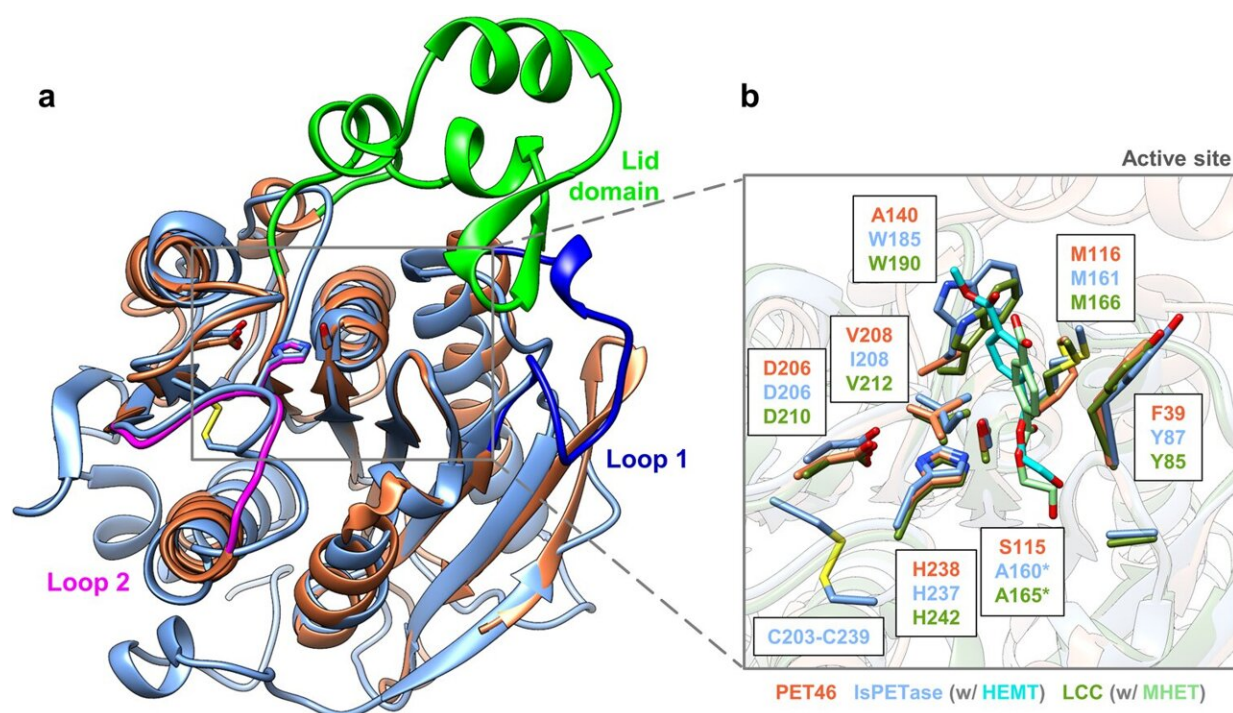 a
b
Lid
domain
Loop 1
Loop 2
Active site
A140
W185
W190
M116
M161
M166
V208
I208
V212
D206
D206
D210
F39
Y87
Y85
S115
A160*
A165*
H238
H237
H242
C203-C239
PET46 IsPETase (w/ HEMT) LCC (w/ MHET)